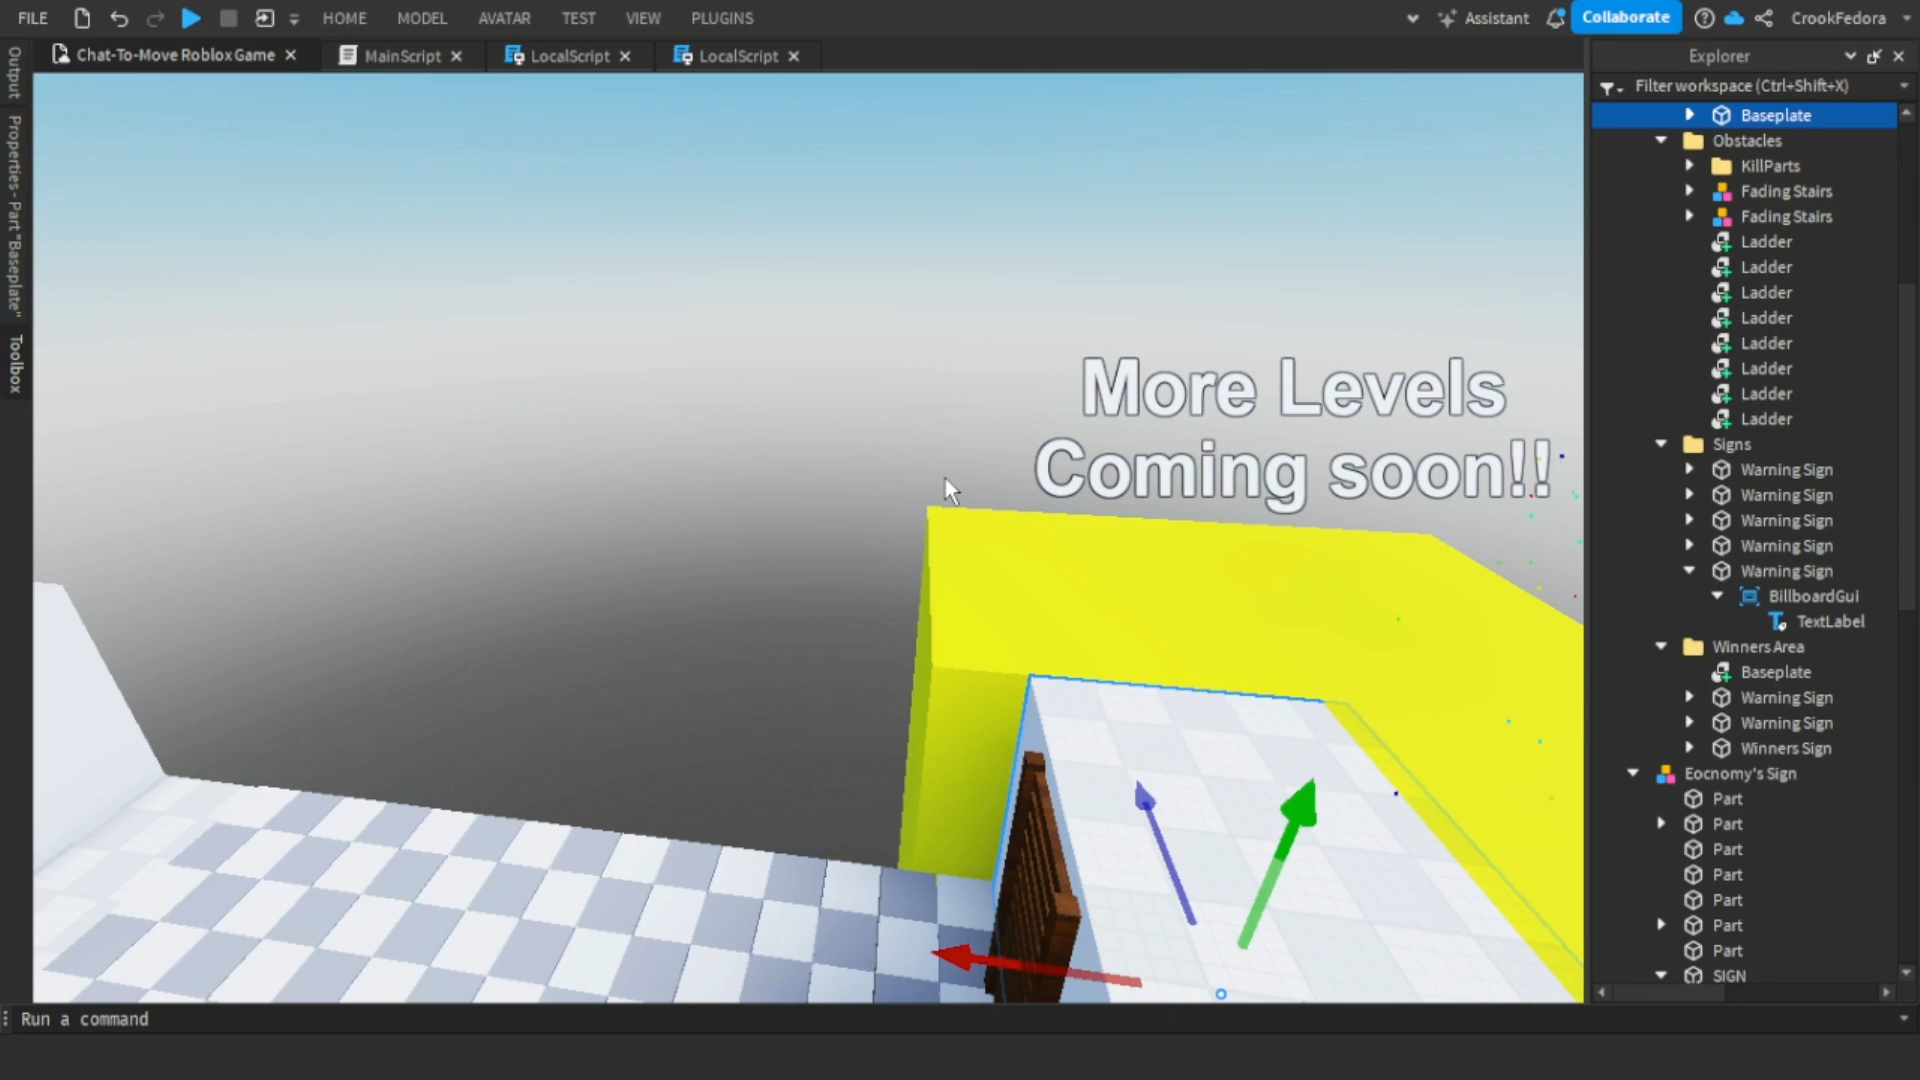 FILE
HOME
MODEL
AVATAR
TEST
VIEW
PLUGINS
Assistant
Collaborate
CrookFedora
Chat-To-Move Roblox Game
MainScript
LocalScript
LocalScript
Output
Properties - Part "Baseplate"
Toolbox
More Levels
Coming soon!!
Explorer
Filter workspace (Ctrl+Shift+X)
Baseplate
Obstacles
KillParts
Fading Stairs
Fading Stairs
Ladder
Ladder
Ladder
Ladder
Ladder
Ladder
Ladder
Ladder
Signs
Warning Sign
Warning Sign
Warning Sign
Warning Sign
Warning Sign
BillboardGui
TextLabel
Winners Area
Baseplate
Warning Sign
Warning Sign
Winners Sign
Eocnomy's Sign
Part
Part
Part
Part
Part
Part
Part
SIGN
Run a command